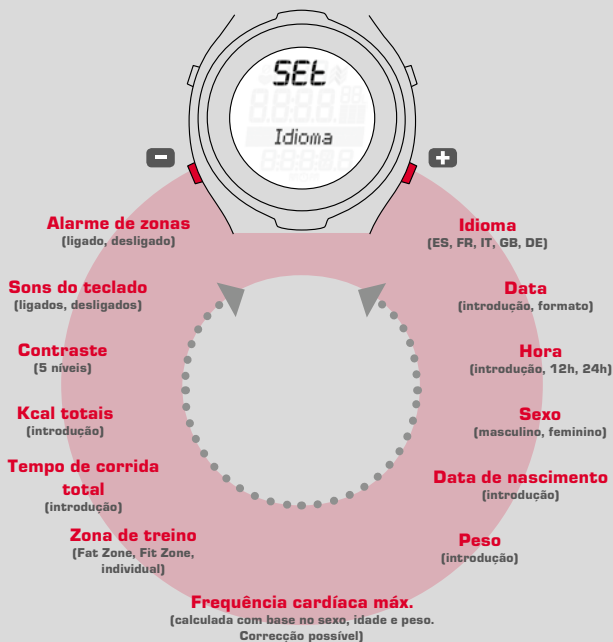 SEt
Idioma
−
+
Idioma
(ES, FR, IT, GB, DE)
Data
(introdução, formato)
Hora
(introdução, 12h, 24h)
Sexo
(masculino, feminino)
Data de nascimento
(introdução)
Peso
(introdução)
Frequência cardíaca máx.
(calculada com base no sexo, idade e peso.
Correcção possível)
Zona de treino
(Fat Zone, Fit Zone,
individual)
Tempo de corrida
total
(introdução)
Kcal totais
(introdução)
Contraste
(5 níveis)
Sons do teclado
(ligados, desligados)
Alarme de zonas
(ligado, desligado)